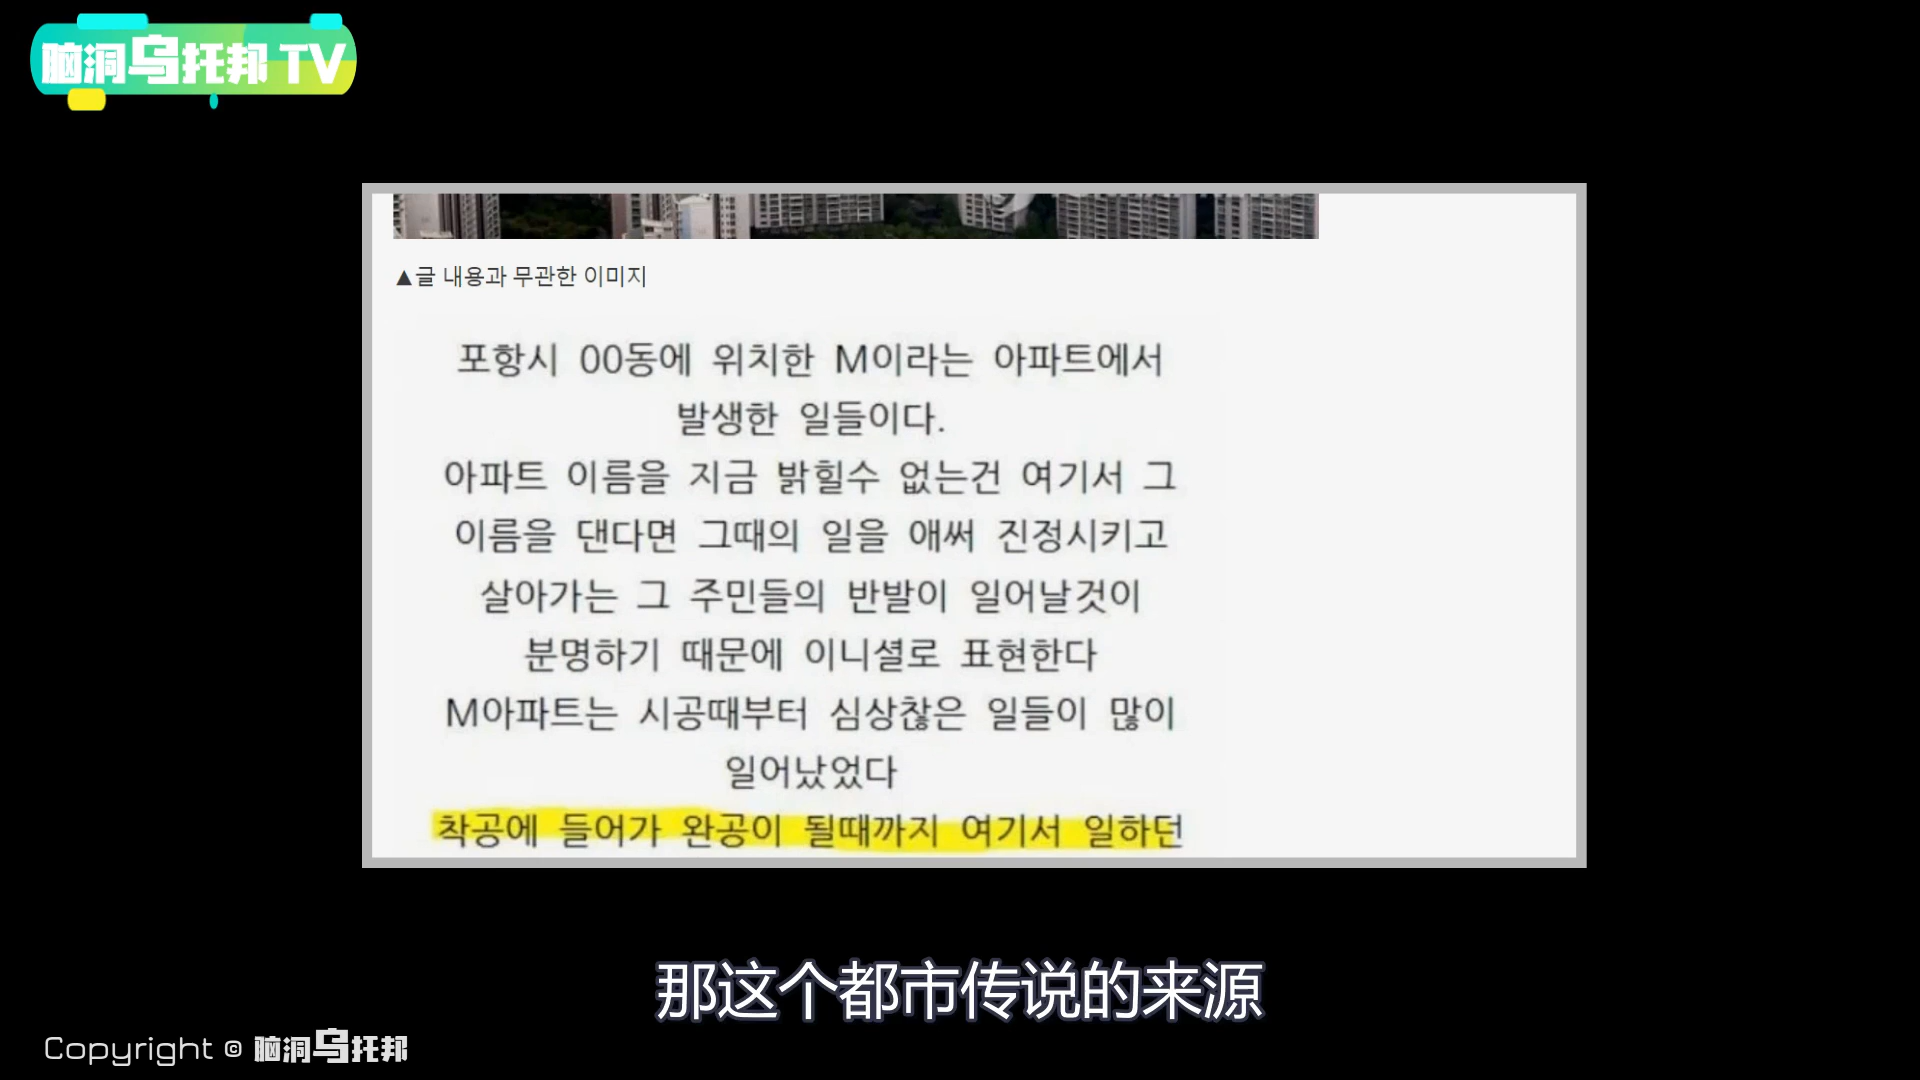 脑洞乌托邦 TV
▲글 내용과 무관한 이미지
포항시 00동에 위치한 M이라는 아파트에서
발생한 일들이다.
아파트 이름을 지금 밝힐수 없는건 여기서 그
이름을 댄다면 그때의 일을 애써 진정시키고
살아가는 그 주민들의 반발이 일어날것이
분명하기 때문에 이니셜로 표현한다
M아파트는 시공때부터 심상찮은 일들이 많이
일어났었다
착공에 들어가 완공이 될때까지 여기서 일하던
那这个都市传说的来源
Copyright © 脑洞乌托邦